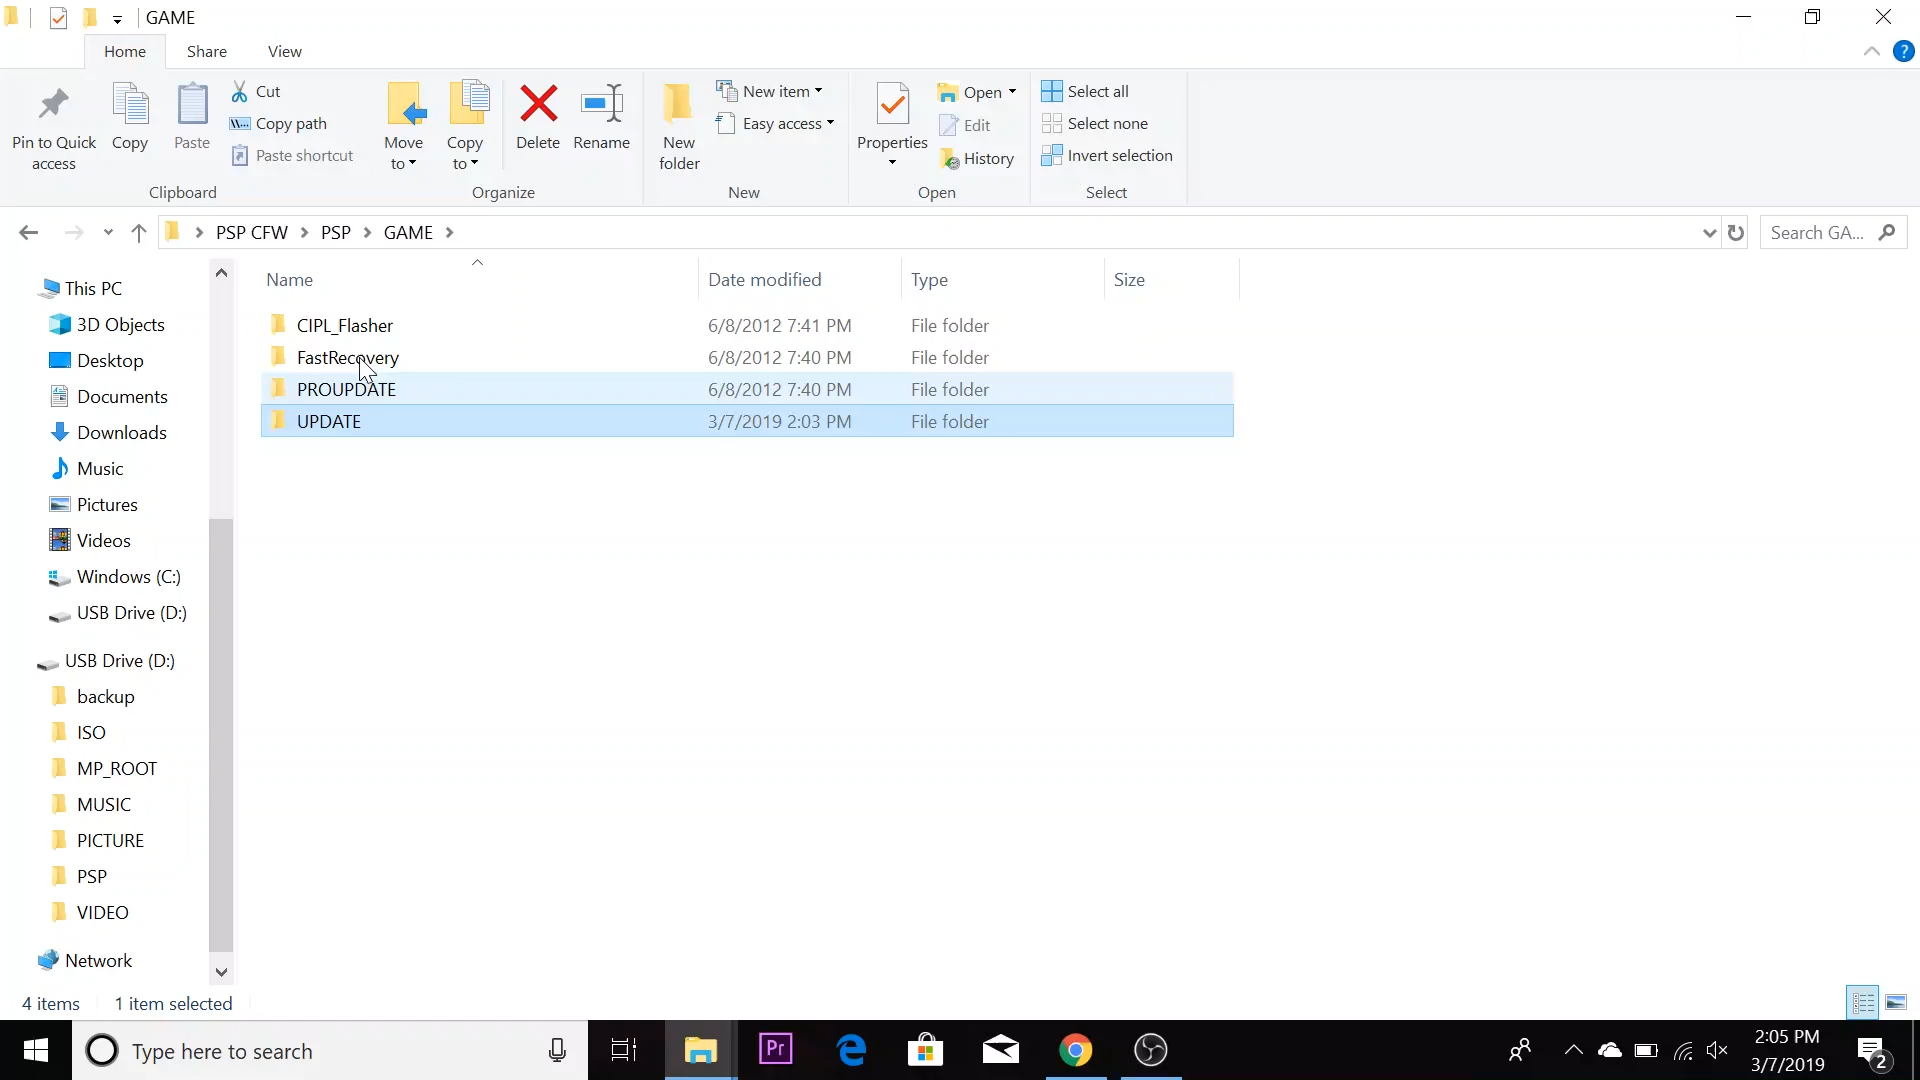 GAME
Home Share View
Pin to Quick access
Copy
Paste
Cut
Copy path
Paste shortcut
Clipboard
Move to
Copy to
Delete
Rename
Organize
New folder
New item
Easy access
New
Properties
Open
Edit
History
Open
Select all
Select none
Invert selection
Select
PSP CFW PSP GAME
Search GA...
Name Date modified Type Size
CIPL_Flasher 6/8/2012 7:41 PM File folder
FastRecovery 6/8/2012 7:40 PM File folder
PROUPDATE 6/8/2012 7:40 PM File folder
UPDATE 3/7/2019 2:03 PM File folder
This PC
3D Objects
Desktop
Documents
Downloads
Music
Pictures
Videos
Windows (C:)
USB Drive (D:)
USB Drive (D:)
backup
ISO
MP_ROOT
MUSIC
PICTURE
PSP
VIDEO
Network
4 items 1 item selected
Type here to search
Pr
2:05 PM
3/7/2019
2